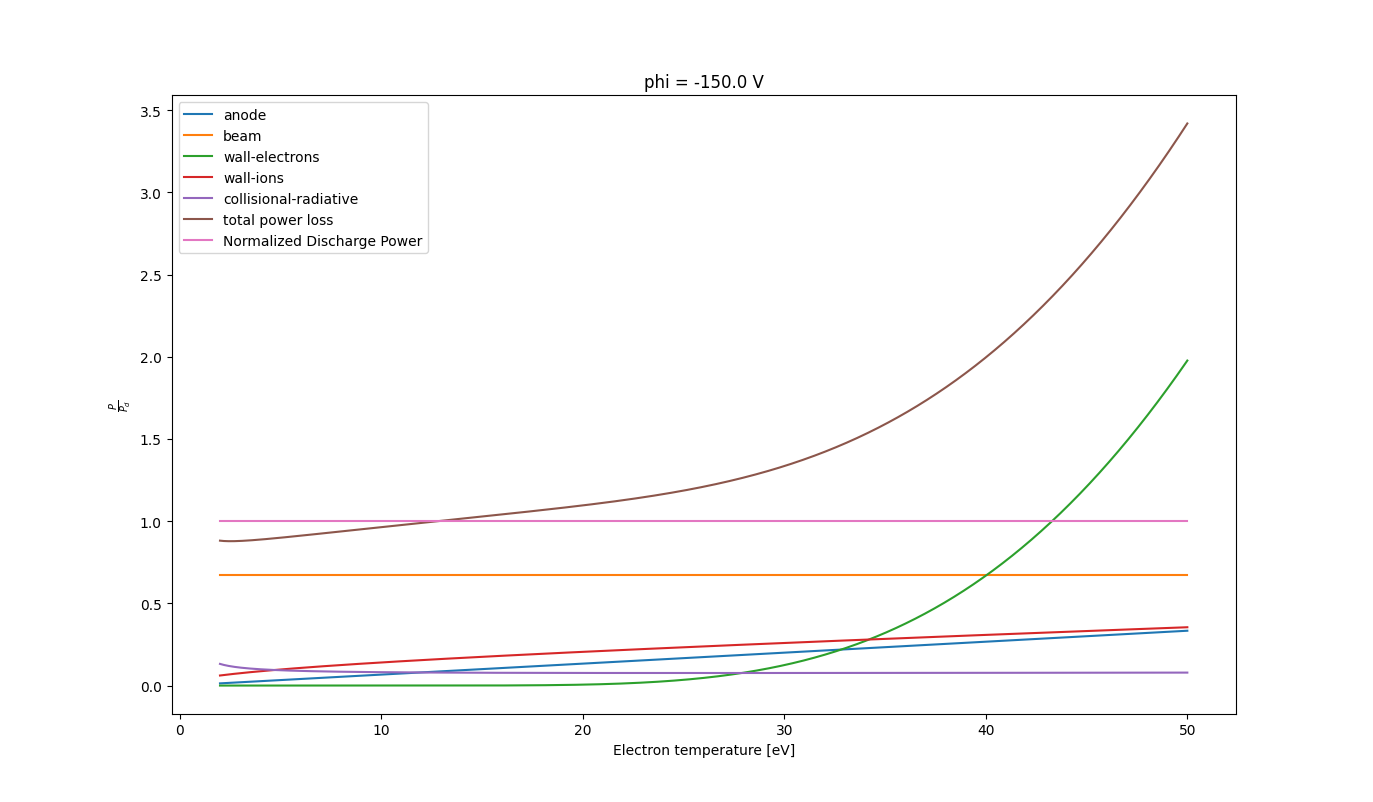 phi = -150.0 V
3.5
3.0
2.5
2.0
1.5
1.0
0.5
0.0
anode
beam
wall-electrons
wall-ions
collisional-radiative
total power loss
Normalized Discharge Power
P
P_d
0 10 20 30 40 50
Electron temperature [eV]